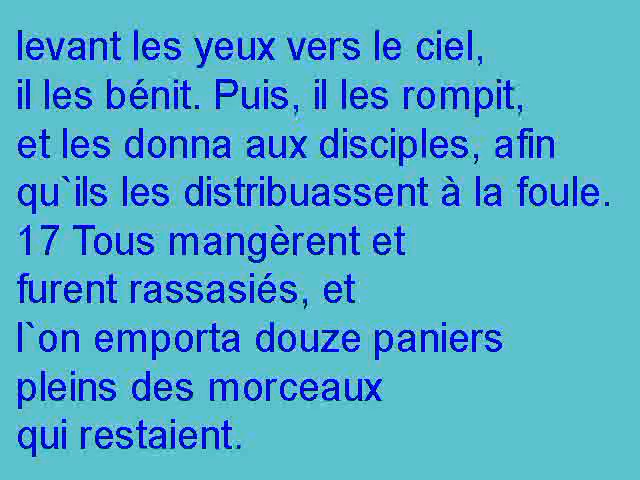 levant les yeux vers le ciel,
il les bénit. Puis, il les rompit,
et les donna aux disciples, afin
qu`ils les distribuassent à la foule.
17 Tous mangèrent et
furent rassasiés, et
l`on emporta douze paniers
pleins des morceaux
qui restaient.